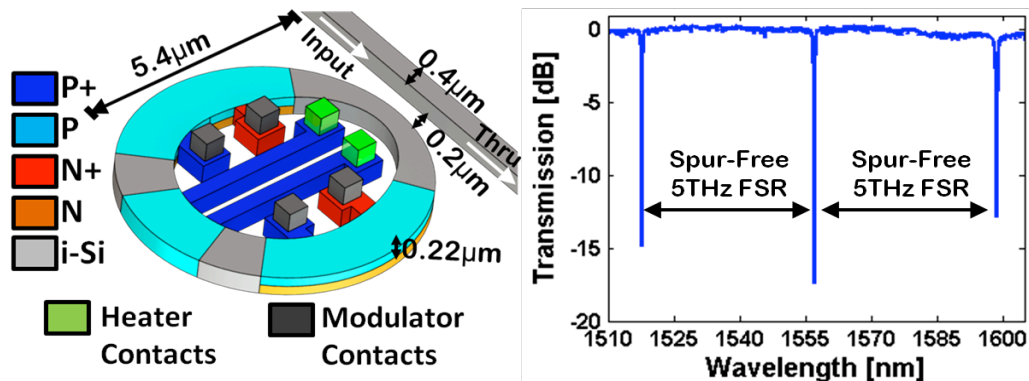 5.4μm
Input
0.4μm
0.2μm
Thru
P+
P
N+
N
i-Si
0.22μm
Heater
Contacts
Modulator
Contacts
Transmission [dB]
0
-5
-10
-15
-20
Spur-Free
5THz FSR
Spur-Free
5THz FSR
1510 1525 1540 1555 1570 1585 1600
Wavelength [nm]